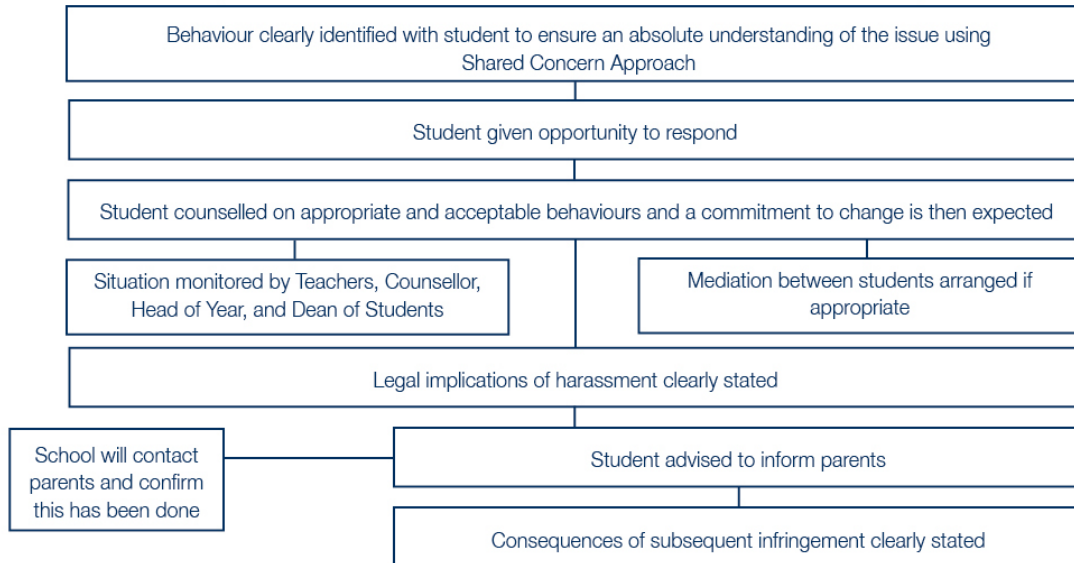 Behaviour clearly identified with student to ensure an absolute understanding of the issue using
Shared Concern Approach
Student given opportunity to respond
Student counselled on appropriate and acceptable behaviours and a commitment to change is then expected
Situation monitored by Teachers, Counsellor,
Head of Year, and Dean of Students
Mediation between students arranged if
appropriate
Legal implications of harassment clearly stated
School will contact
parents and confirm
this has been done
Student advised to inform parents
Consequences of subsequent infringement clearly stated